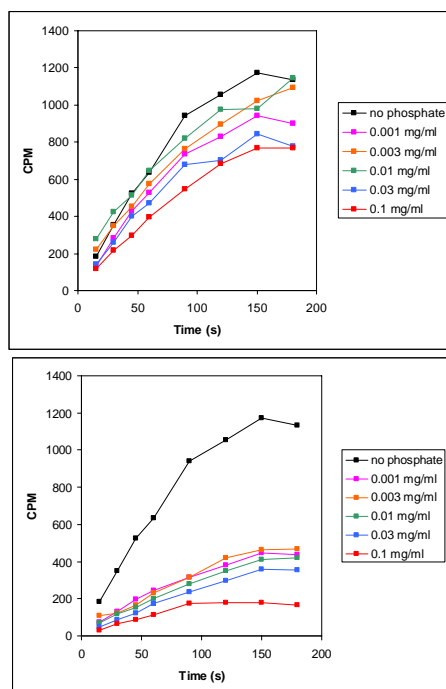 1400
1200
1000
800
600
400
200
0
CPM
0 50 100 150 200
Time (s)
no phosphate
0.001 mg/ml
0.003 mg/ml
0.01 mg/ml
0.03 mg/ml
0.1 mg/ml
1400
1200
1000
800
600
400
200
0
CPM
0 50 100 150 200
Time (s)
no phosphate
0.001 mg/ml
0.003 mg/ml
0.01 mg/ml
0.03 mg/ml
0.1 mg/ml